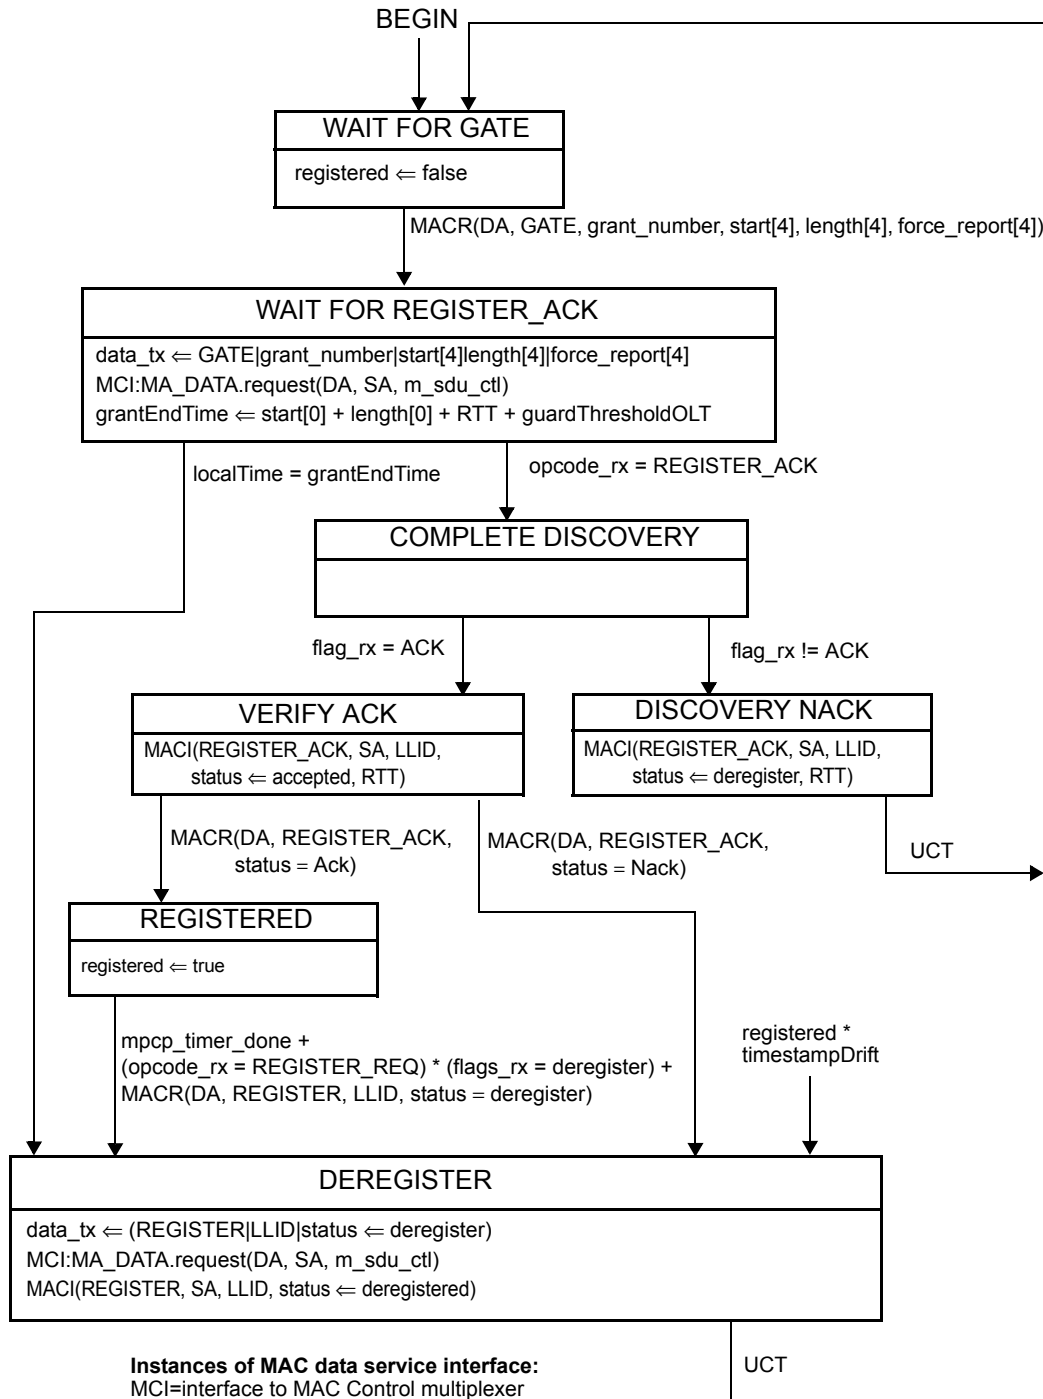 BEGIN
WAIT FOR GATE
registered ⇐ false
MACR(DA, GATE, grant_number, start[4], length[4], force_report[4])
WAIT FOR REGISTER_ACK
data_tx ⇐ GATE|grant_number|start[4]length[4]|force_report[4]
MCI:MA_DATA.request(DA, SA, m_sdu_ctl)
grantEndTime ⇐ start[0] + length[0] + RTT + guardThresholdOLT
localTime = grantEndTime
opcode_rx = REGISTER_ACK
COMPLETE DISCOVERY
flag_rx = ACK
flag_rx != ACK
VERIFY ACK
MACI(REGISTER_ACK, SA, LLID,
status ⇐ accepted, RTT)
DISCOVERY NACK
MACI(REGISTER_ACK, SA, LLID,
status ⇐ deregister, RTT)
MACR(DA, REGISTER_ACK,
status = Ack)
MACR(DA, REGISTER_ACK,
status = Nack)
UCT
REGISTERED
registered ⇐ true
mpcp_timer_done +
(opcode_rx = REGISTER_REQ) * (flags_rx = deregister) +
MACR(DA, REGISTER, LLID, status = deregister)
registered *
timestampDrift
DEREGISTER
data_tx ⇐ (REGISTER|LLID|status ⇐ deregister)
MCI:MA_DATA.request(DA, SA, m_sdu_ctl)
MACI(REGISTER, SA, LLID, status ⇐ deregistered)
UCT
Instances of MAC data service interface:
MCI=interface to MAC Control multiplexer